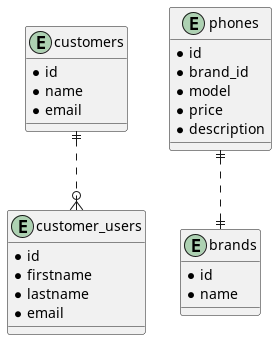 E customers
* id
* name
* email
E phones
* id
* brand_id
* model
* price
* description
E customer_users
* id
* firstname
* lastname
* email
E brands
* id
* name